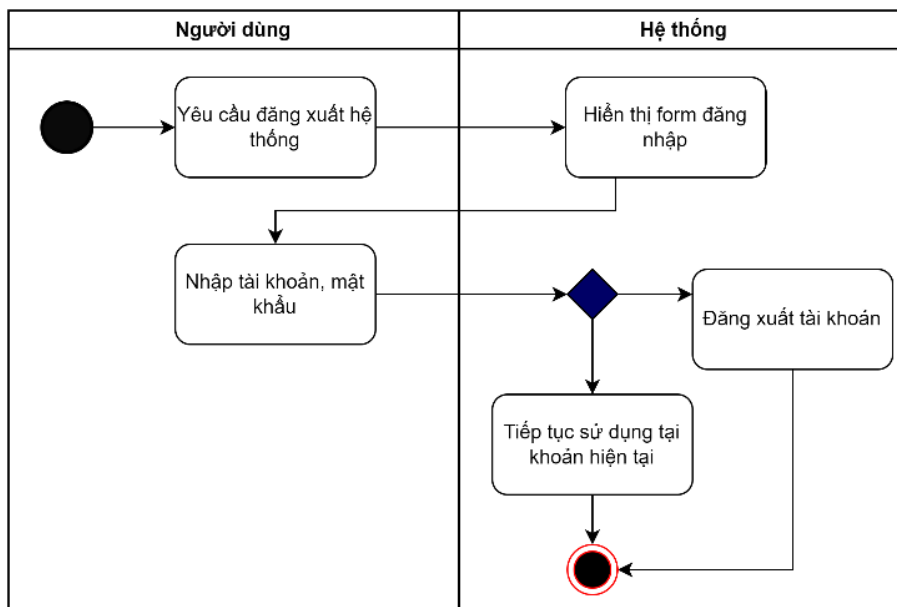 Người dùng
Hệ thống
Yêu cầu đăng xuất hệ
thống
Hiển thị form đăng
nhập
Nhập tài khoản, mật
khẩu
Đăng xuất tài khoán
Tiếp tục sử dụng tại
khoản hiện tại